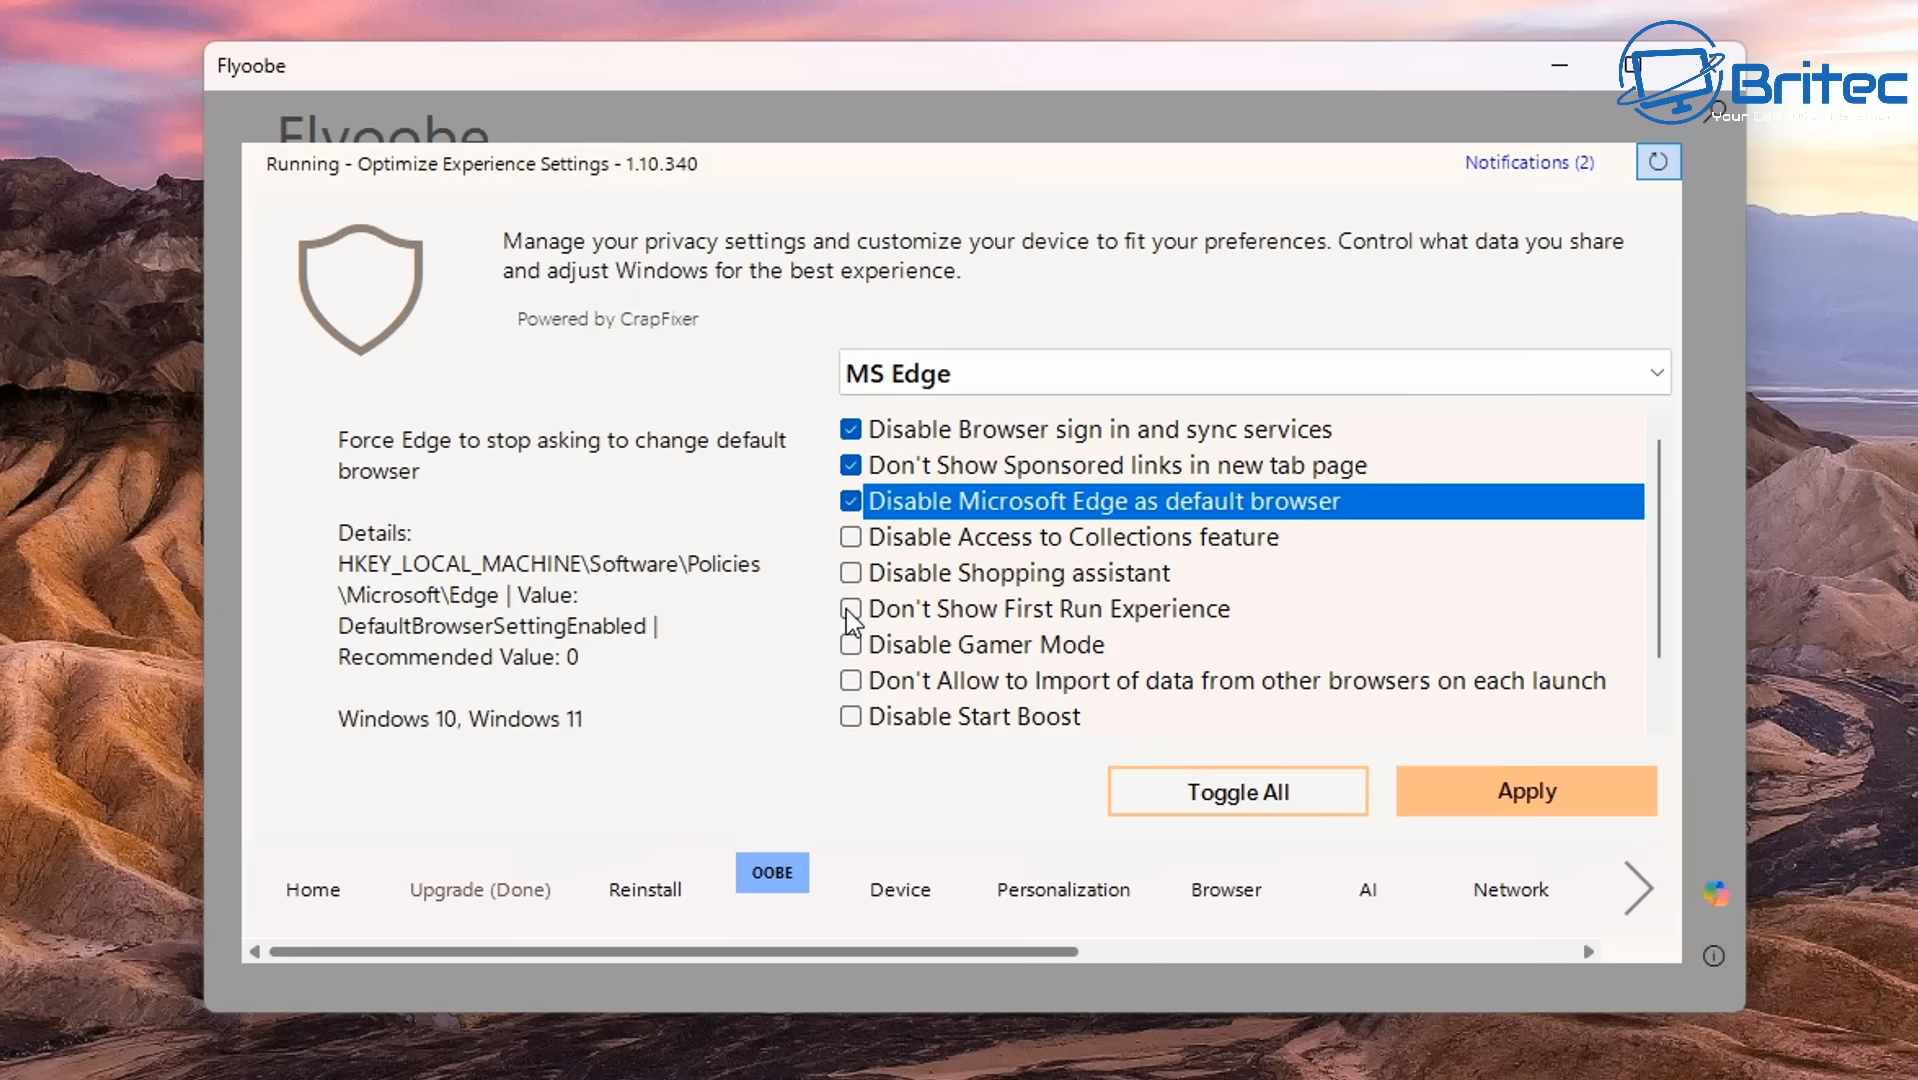 Flyoobe
Britec
Flyoobe
Running - Optimize Experience Settings - 1.10.340
Notifications (2)
Manage your privacy settings and customize your device to fit your preferences. Control what data you share
and adjust Windows for the best experience.
Powered by CrapFixer
MS Edge
Force Edge to stop asking to change default
browser
Details:
HKEY_LOCAL_MACHINE\Software\Policies
\Microsoft\Edge | Value:
DefaultBrowserSettingEnabled |
Recommended Value: 0
Windows 10, Windows 11
Disable Browser sign in and sync services
Don't Show Sponsored links in new tab page
Disable Microsoft Edge as default browser
Disable Access to Collections feature
Disable Shopping assistant
Don't Show First Run Experience
Disable Gamer Mode
Don't Allow to Import of data from other browsers on each launch
Disable Start Boost
Toggle All
Apply
Home
Upgrade (Done)
Reinstall
OOBE
Device
Personalization
Browser
AI
Network